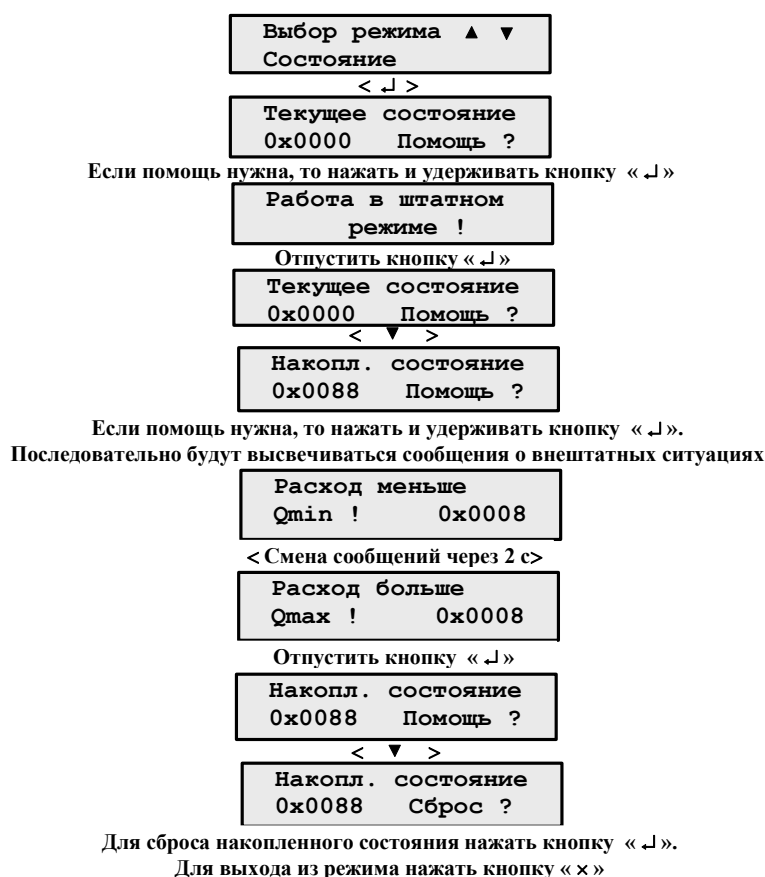 Выбор режима ▲ ▼
Состояние
< ↵ >
Текущее состояние
0x0000 Помощь ?
Если помощь нужна, то нажать и удерживать кнопку « ↵ »
Работа в штатном
режиме !
Отпустить кнопку « ↵ »
Текущее состояние
0x0000 Помощь ?
< ▼ >
Накопл. состояние
0x0088 Помощь ?
Если помощь нужна, то нажать и удерживать кнопку « ↵ ».
Последовательно будут высвечиваться сообщения о внештатных ситуациях
Расход меньше
Qmin ! 0x0008
< Смена сообщений через 2 с>
Расход больше
Qmax ! 0x0008
Отпустить кнопку « ↵ »
Накопл. состояние
0x0088 Помощь ?
< ▼ >
Накопл. состояние
0x0088 Сброс ?
Для сброса накопленного состояния нажать кнопку « ↵ ».
Для выхода из режима нажать кнопку « × »